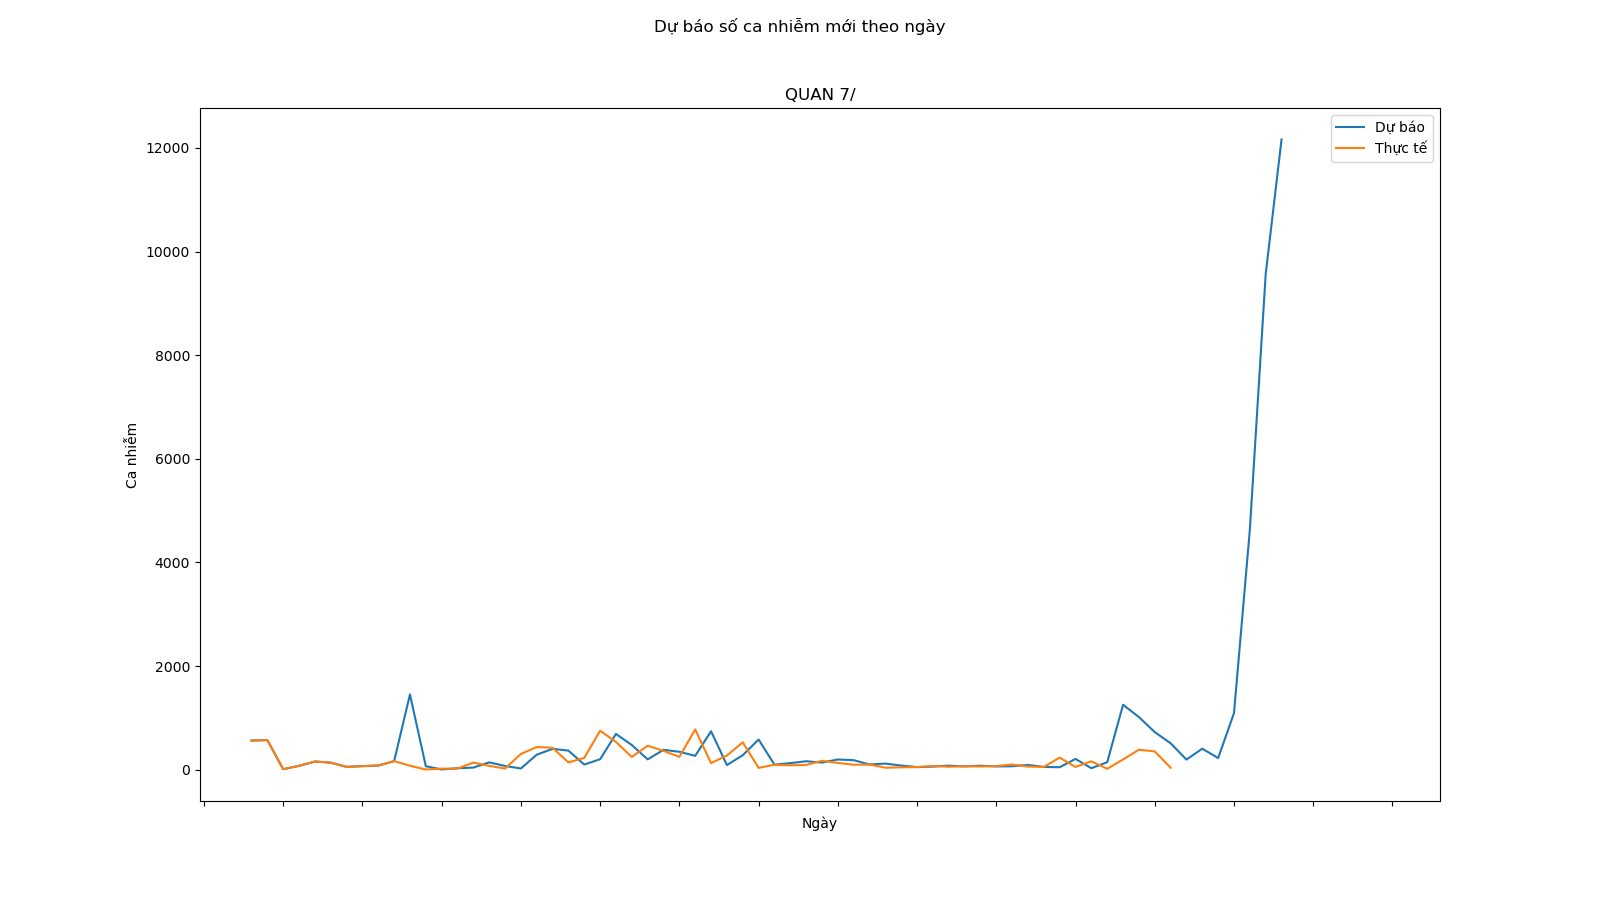 Dự báo số ca nhiễm mới theo ngày
QUAN 7/
Dự báo
Thực tế
12000
10000
8000
6000
4000
2000
0
Ca nhiễm
Ngày